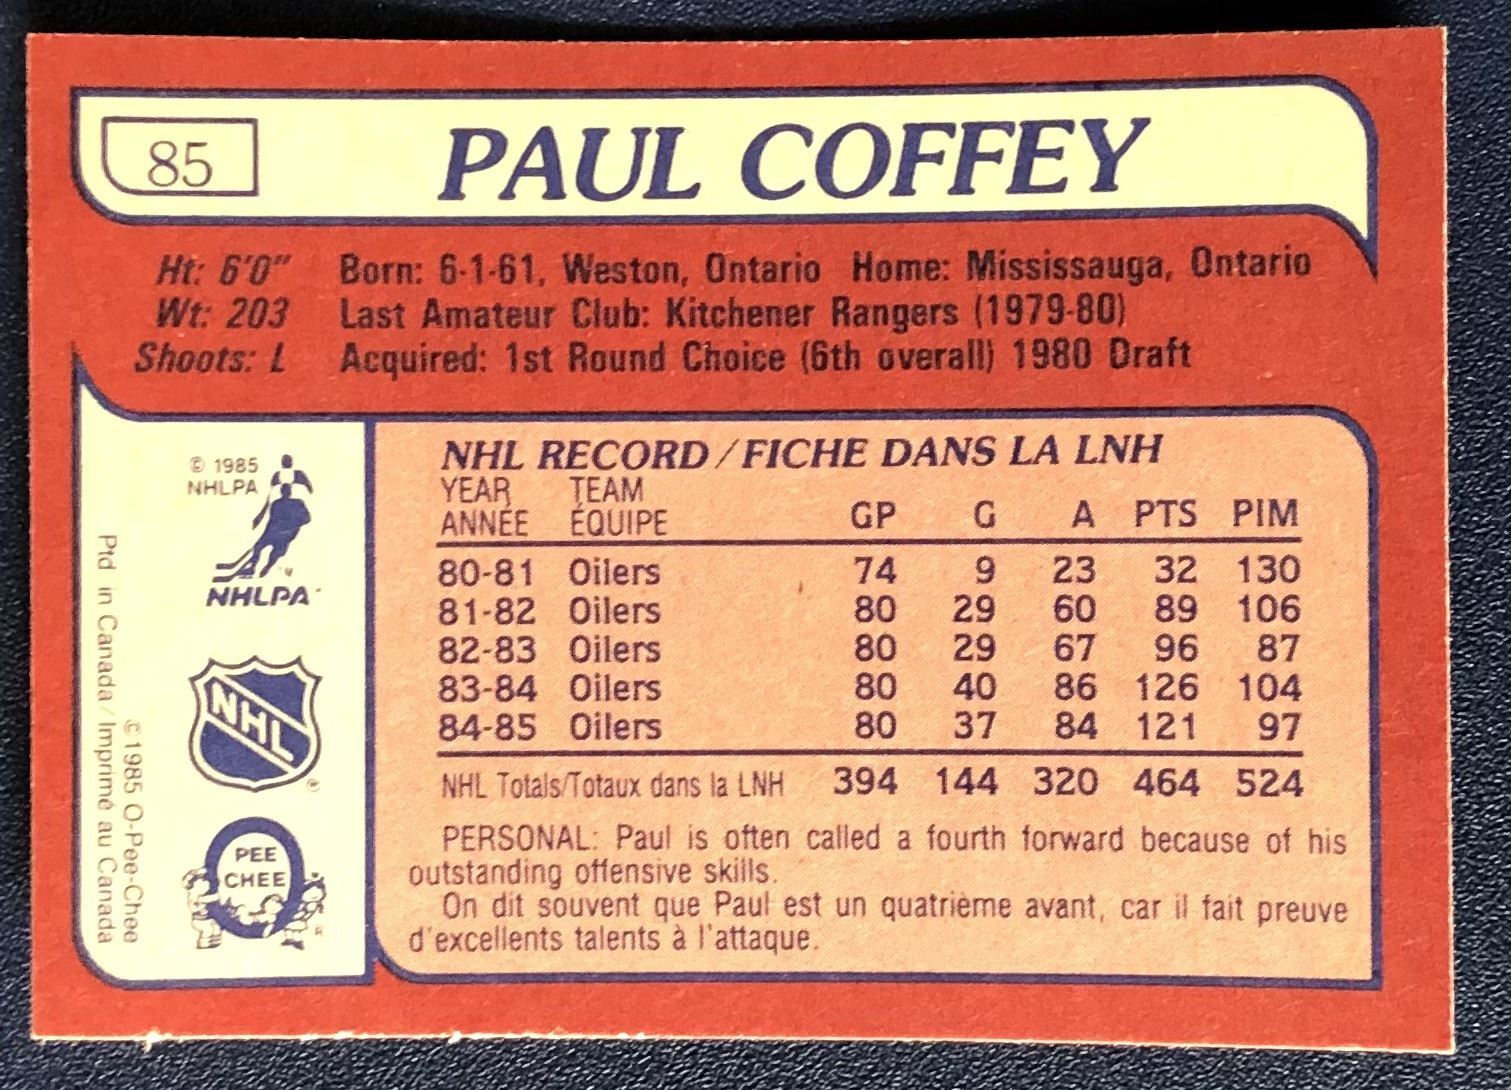 85
PAUL COFFEY
Ht: 6'0" Born: 6-1-61, Weston, Ontario Home: Mississauga, Ontario
Wt: 203 Last Amateur Club: Kitchener Rangers (1979-80)
Shoots: L Acquired: 1st Round Choice (6th overall) 1980 Draft
© 1985
NHLPA
NHLPA
NHL
PEE
CHEE
© 1985 O-Pee-Chee
Ptd. in Canada / Imprimé au Canada
NHL RECORD / FICHE DANS LA LNH
YEAR TEAM
ANNÉE ÉQUIPE GP G A PTS PIM
80-81 Oilers 74 9 23 32 130
81-82 Oilers 80 29 60 89 106
82-83 Oilers 80 29 67 96 87
83-84 Oilers 80 40 86 126 104
84-85 Oilers 80 37 84 121 97
NHL Totals/Totaux dans la LNH 394 144 320 464 524
PERSONAL: Paul is often called a fourth forward because of his
outstanding offensive skills.
On dit souvent que Paul est un quatrième avant, car il fait preuve
d'excellents talents à l'attaque.